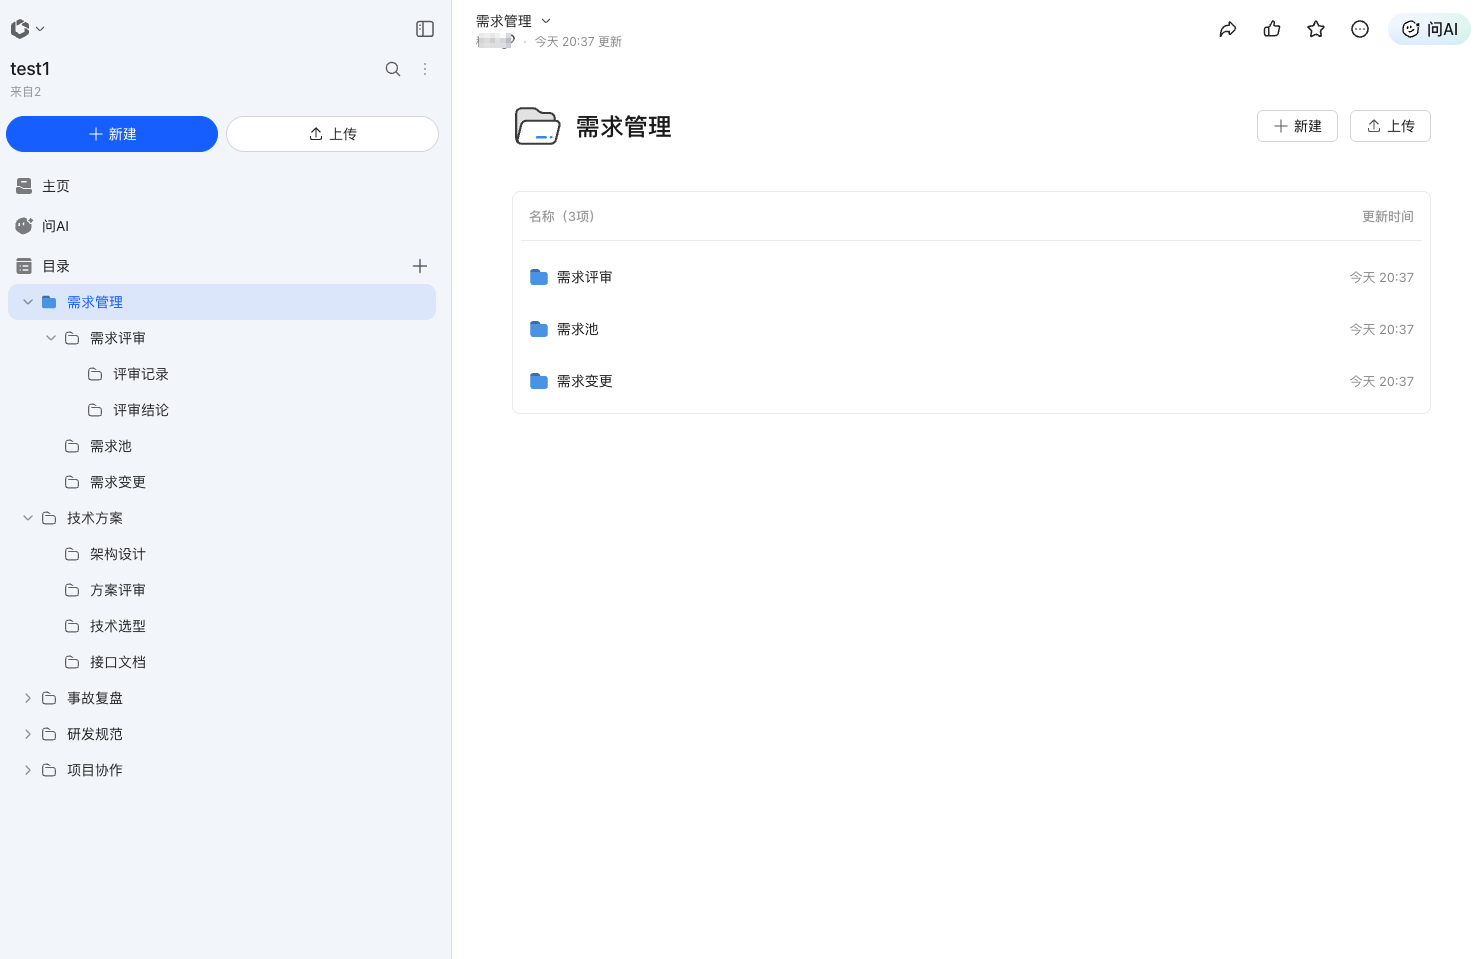 test1
来自2
新建
上传
主页
问AI
目录
需求管理
需求评审
评审记录
评审结论
需求池
需求变更
技术方案
架构设计
方案评审
技术选型
接口文档
事故复盘
研发规范
项目协作
需求管理
· 今天 20:37 更新
问AI
需求管理
新建
上传
名称（3项） 更新时间
需求评审 今天 20:37
需求池 今天 20:37
需求变更 今天 20:37